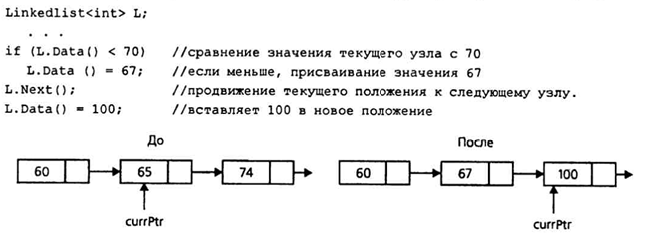 Linkedlist<int> L;
. . .
if (L.Data() < 70) //сравнение значения текущего узла с 70
L.Data () = 67; //если меньше, присваивание значения 67
L.Next(); //продвижение текущего положения к следующему узлу.
L.Data() = 100; //вставляет 100 в новое положение
До После
60 65 74 60 67 100
currPtr currPtr